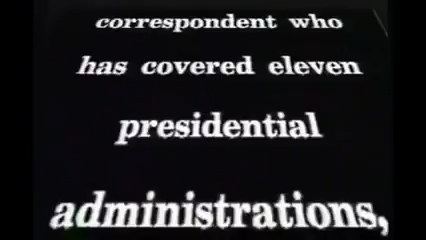 correspondent who
has covered eleven
presidential
administrations,